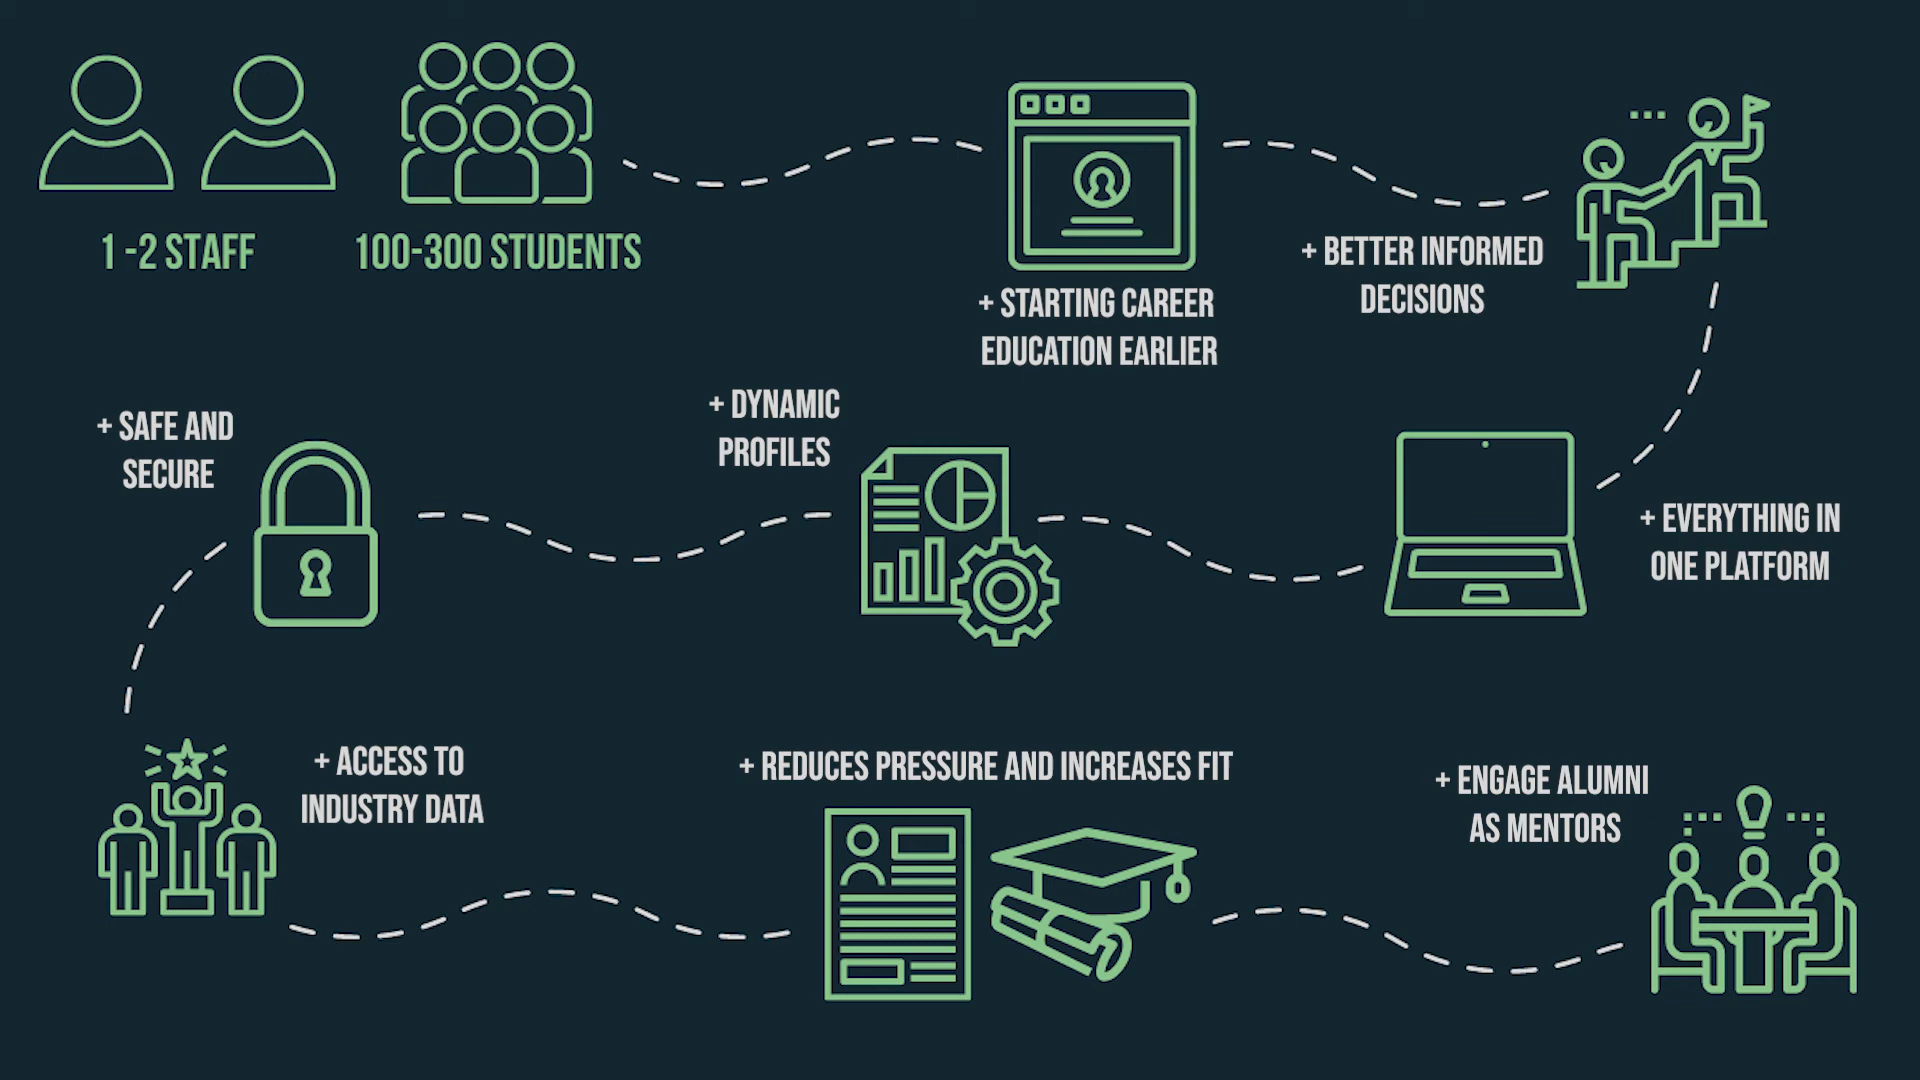 1 -2 STAFF
100-300 STUDENTS
+ STARTING CAREER
EDUCATION EARLIER
+ BETTER INFORMED
DECISIONS
+ EVERYTHING IN
ONE PLATFORM
+ DYNAMIC
PROFILES
+ SAFE AND
SECURE
+ ACCESS TO
INDUSTRY DATA
+ REDUCES PRESSURE AND INCREASES FIT
+ ENGAGE ALUMNI
AS MENTORS